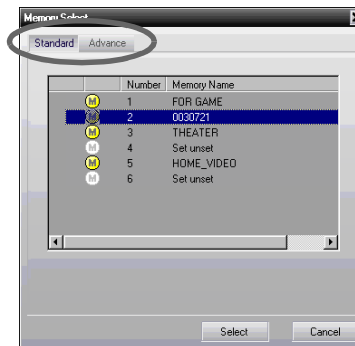 Memory Select
Standard Advance
Number Memory Name
M 1 FOR GAME
M 2 0030721
M 3 THEATER
M 4 Set unset
M 5 HOME_VIDEO
M 6 Set unset
Select Cancel